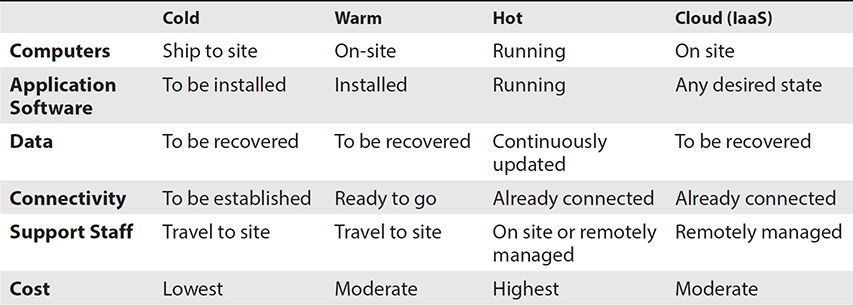 Cold Warm Hot Cloud (IaaS)
Computers Ship to site On-site Running On site
Application Software To be installed Installed Running Any desired state
Data To be recovered To be recovered Continuously updated To be recovered
Connectivity To be established Ready to go Already connected Already connected
Support Staff Travel to site Travel to site On site or remotely managed Remotely managed
Cost Lowest Moderate Highest Moderate